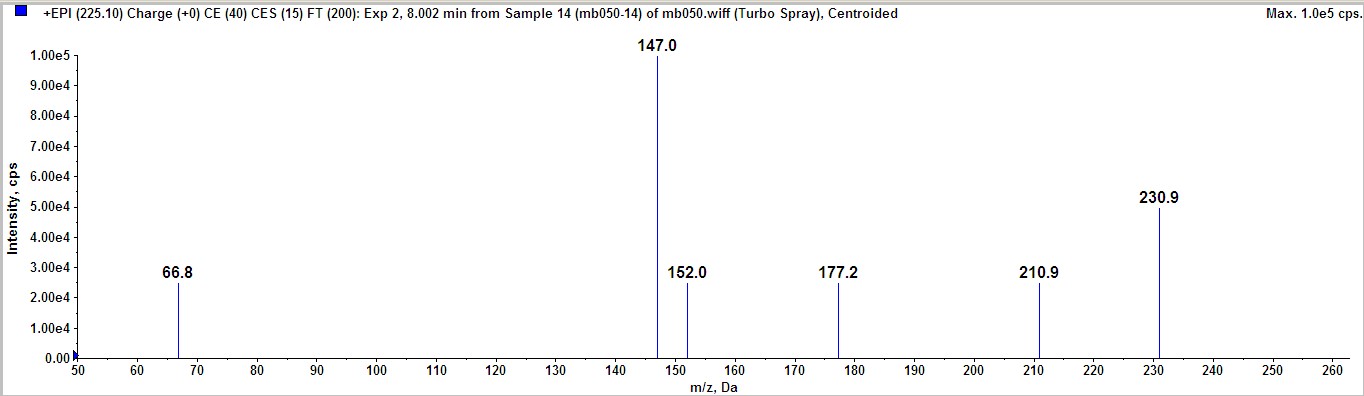 +EPI (225.10) Charge (+0) CE (40) CES (15) FT (200): Exp 2, 8.002 min from Sample 14 (mb050-14) of mb050.wiff (Turbo Spray), Centroided
Max. 1.0e5 cps.
147.0
1.00e5
9.00e4
8.00e4
7.00e4
6.00e4
5.00e4
4.00e4
3.00e4
2.00e4
1.00e4
0.00
Intensity, cps
230.9
66.8
152.0
177.2
210.9
50 60 70 80 90 100 110 120 130 140 150 160 170 180 190 200 210 220 230 240 250 260
m/z, Da